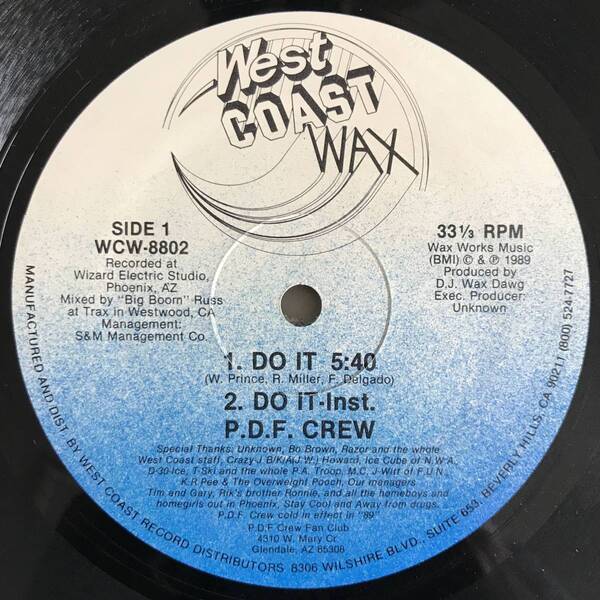 West
COAST
WAX
SIDE 1
WCW-8802
Recorded at
Wizard Electric Studio,
Phoenix, AZ
Mixed by "Big Boom" Russ
at Trax in Westwood, CA
Management:
S&M Management Co.
33⅓ RPM
Wax Works Music
(BMI) © & ℗ 1989
Produced by
D.J. Wax Dawg
Exec. Producer:
Unknown
1. DO IT 5:40
(W. Prince, R. Miller, F. Delgado)
2. DO iT-Inst.
P.D.F. CREW
Special Thanks: Unknown, Bo Brown, Razor and the whole
West Coast staff, Crazy J B/K/A(J.W.) Howard, Ice Cube of N.W.A.
D-30-Ice, T-Ski and the whole P.A. Troop, M.C. J-Witt of F.U.N.
K.R Pee & The Overweight Pooch, Our managers
Tim and Gary, Rik's brother Ronnie, and all the homeboys and
homegirls out in Phoenix, Stay Cool and Away from drugs.
P.D.F. Crew cold in effect in "89"
P.D.F. Crew Fan Club
4310 W. Mary Cr.
Glendale, AZ 85308
MANUFACTURED AND DIST. BY WEST COAST RECORD DISTRIBUTORS 8306 WILSHIRE BLVD., SUITE 653, BEVERLY HILLS, CA 90211 (800) 524-7727